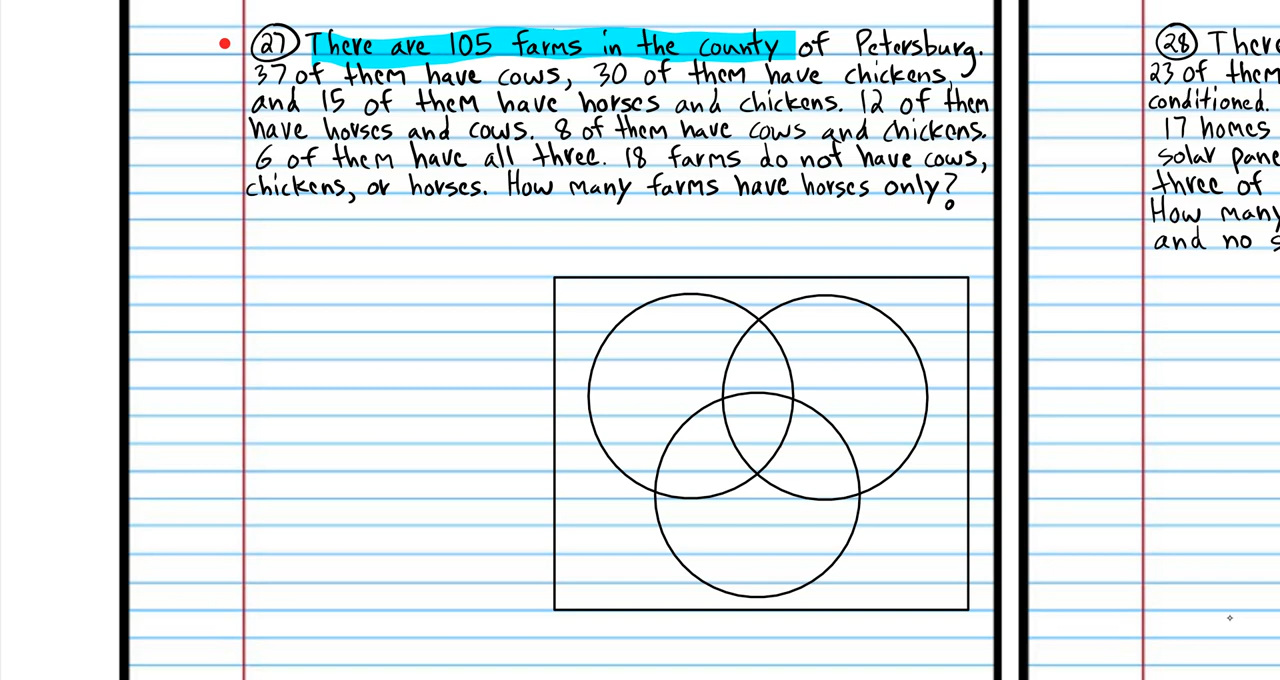 27 There are 105 farms in the county of Petersburg.
37 of them have cows, 30 of them have chickens,
and 15 of them have horses and chickens. 12 of them
have horses and cows. 8 of them have cows and chickens.
6 of them have all three. 18 farms do not have cows,
chickens, or horses. How many farms have horses only?
28 There
23 of them
conditioned.
17 homes
solar pane
three of
How many
and no s